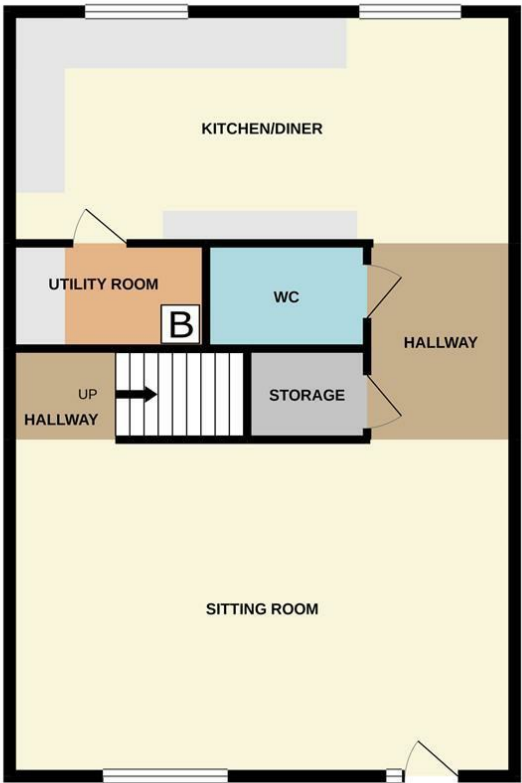 KITCHEN/DINER
UTILITY ROOM
WC
B
HALLWAY
UP
HALLWAY
STORAGE
SITTING ROOM